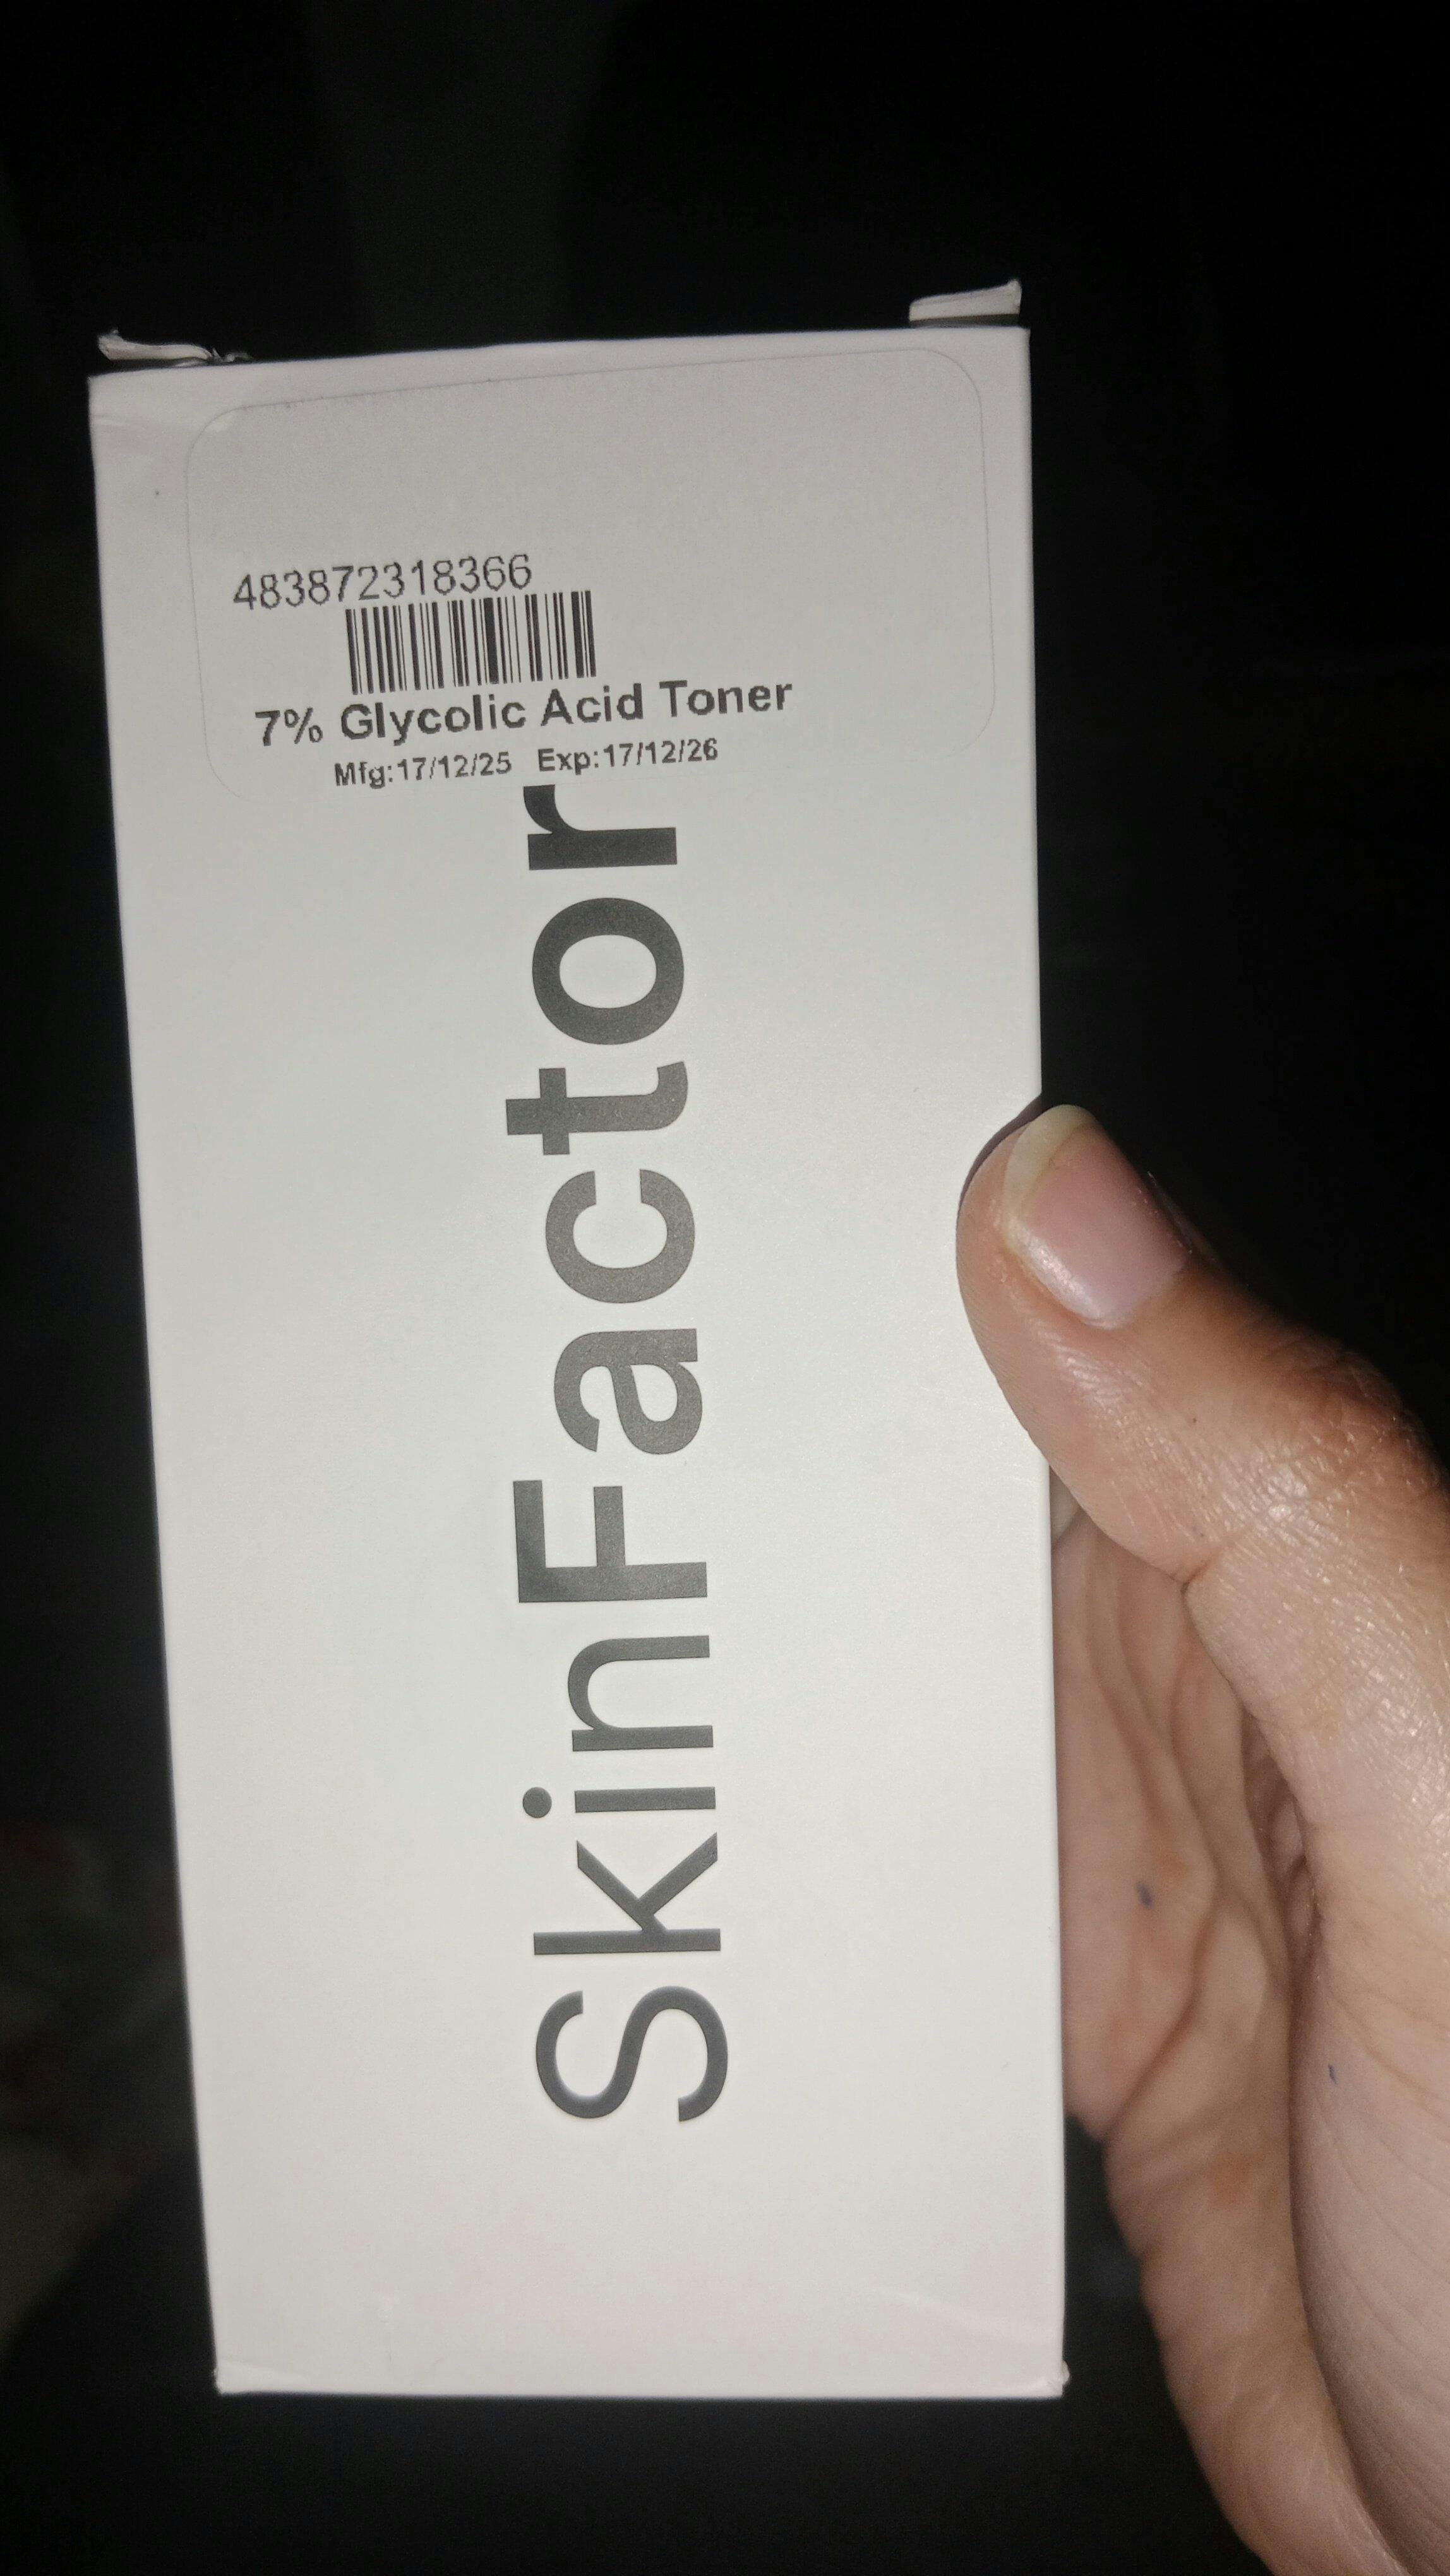 483872318366
7% Glycolic Acid Toner
Mfg:17/12/25 Exp:17/12/26
SkinFactor